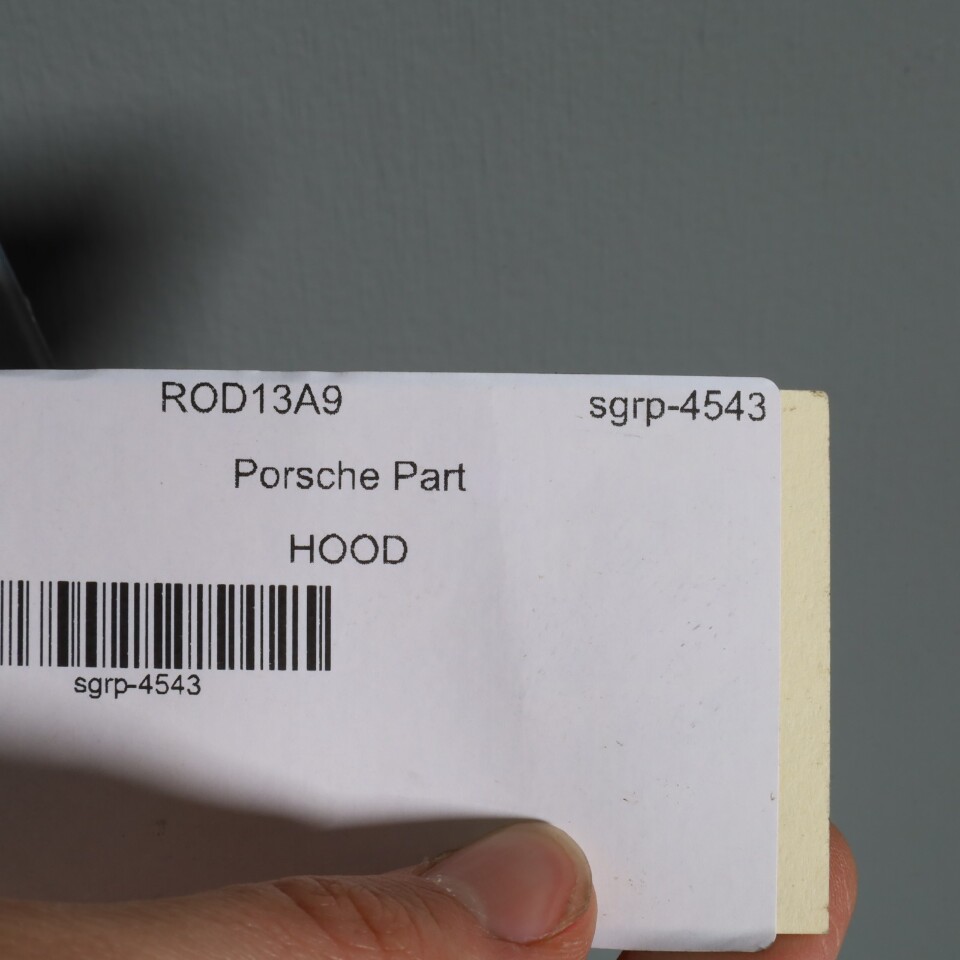 ROD13A9 sgrp-4543
Porsche Part
HOOD
sgrp-4543